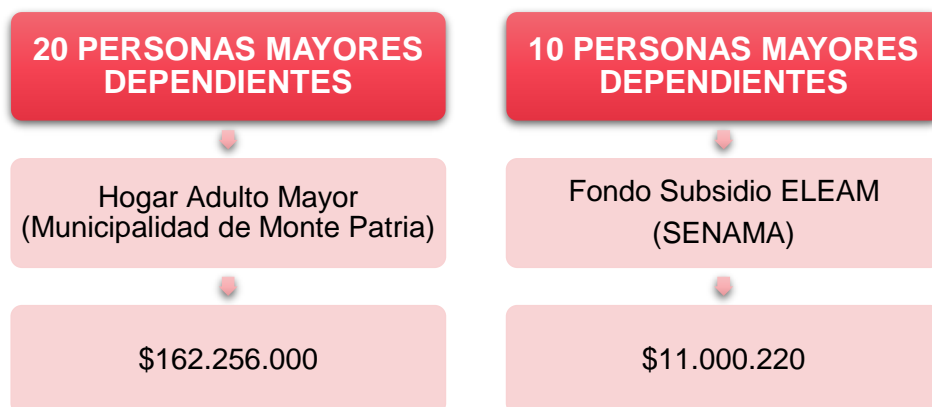 20 PERSONAS MAYORES
DEPENDIENTES
Hogar Adulto Mayor
(Municipalidad de Monte Patria)
$162.256.000
10 PERSONAS MAYORES
DEPENDIENTES
Fondo Subsidio ELEAM
(SENAMA)
$11.000.220